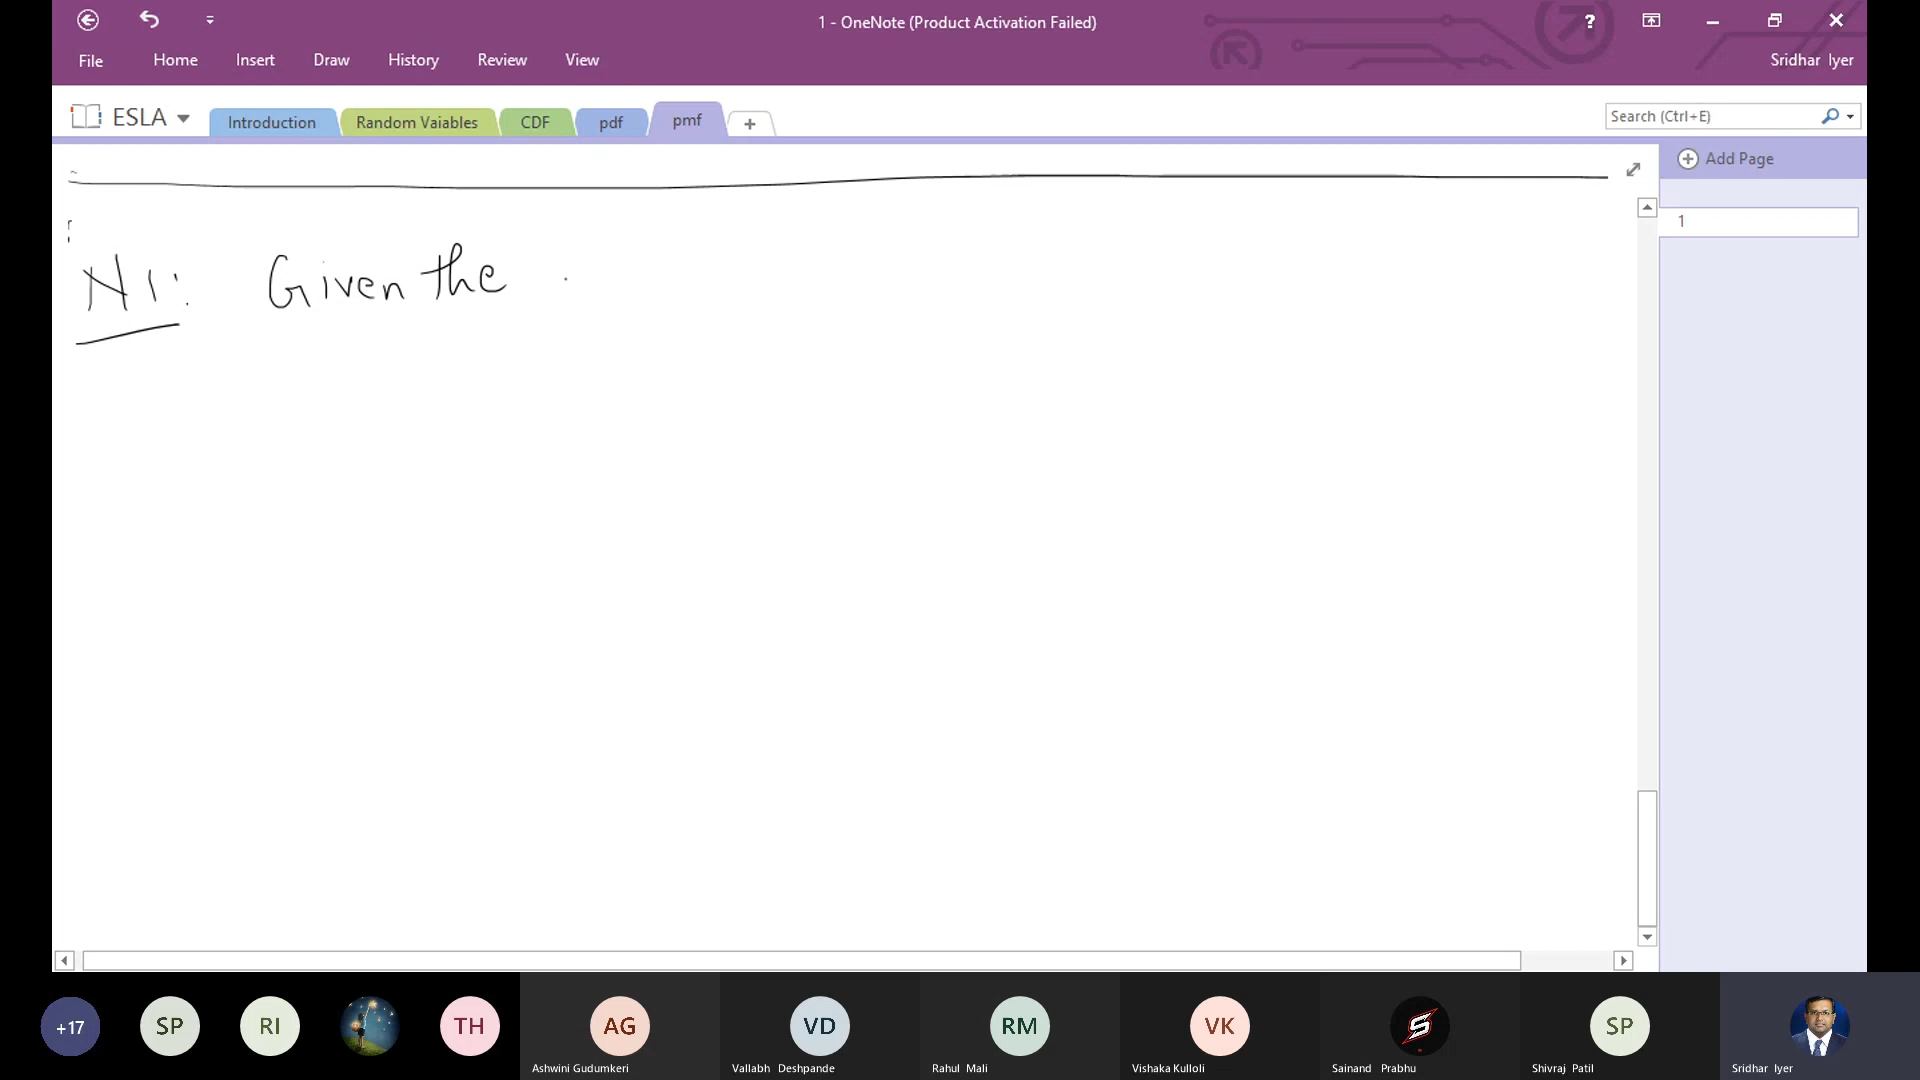 1 - OneNote (Product Activation Failed)
?
File Home Insert Draw History Review View
Sridhar Iyer
ESLA Introduction Random Vaiables CDF pdf pmf +
Search (Ctrl+E)
Add Page
1
N1: Given the
+17 SP RI TH AG VD RM VK S SP
Ashwini Gudumkeri Vallabh Deshpande Rahul Mali Vishaka Kulloli Sainand Prabhu Shivraj Patil Sridhar Iyer